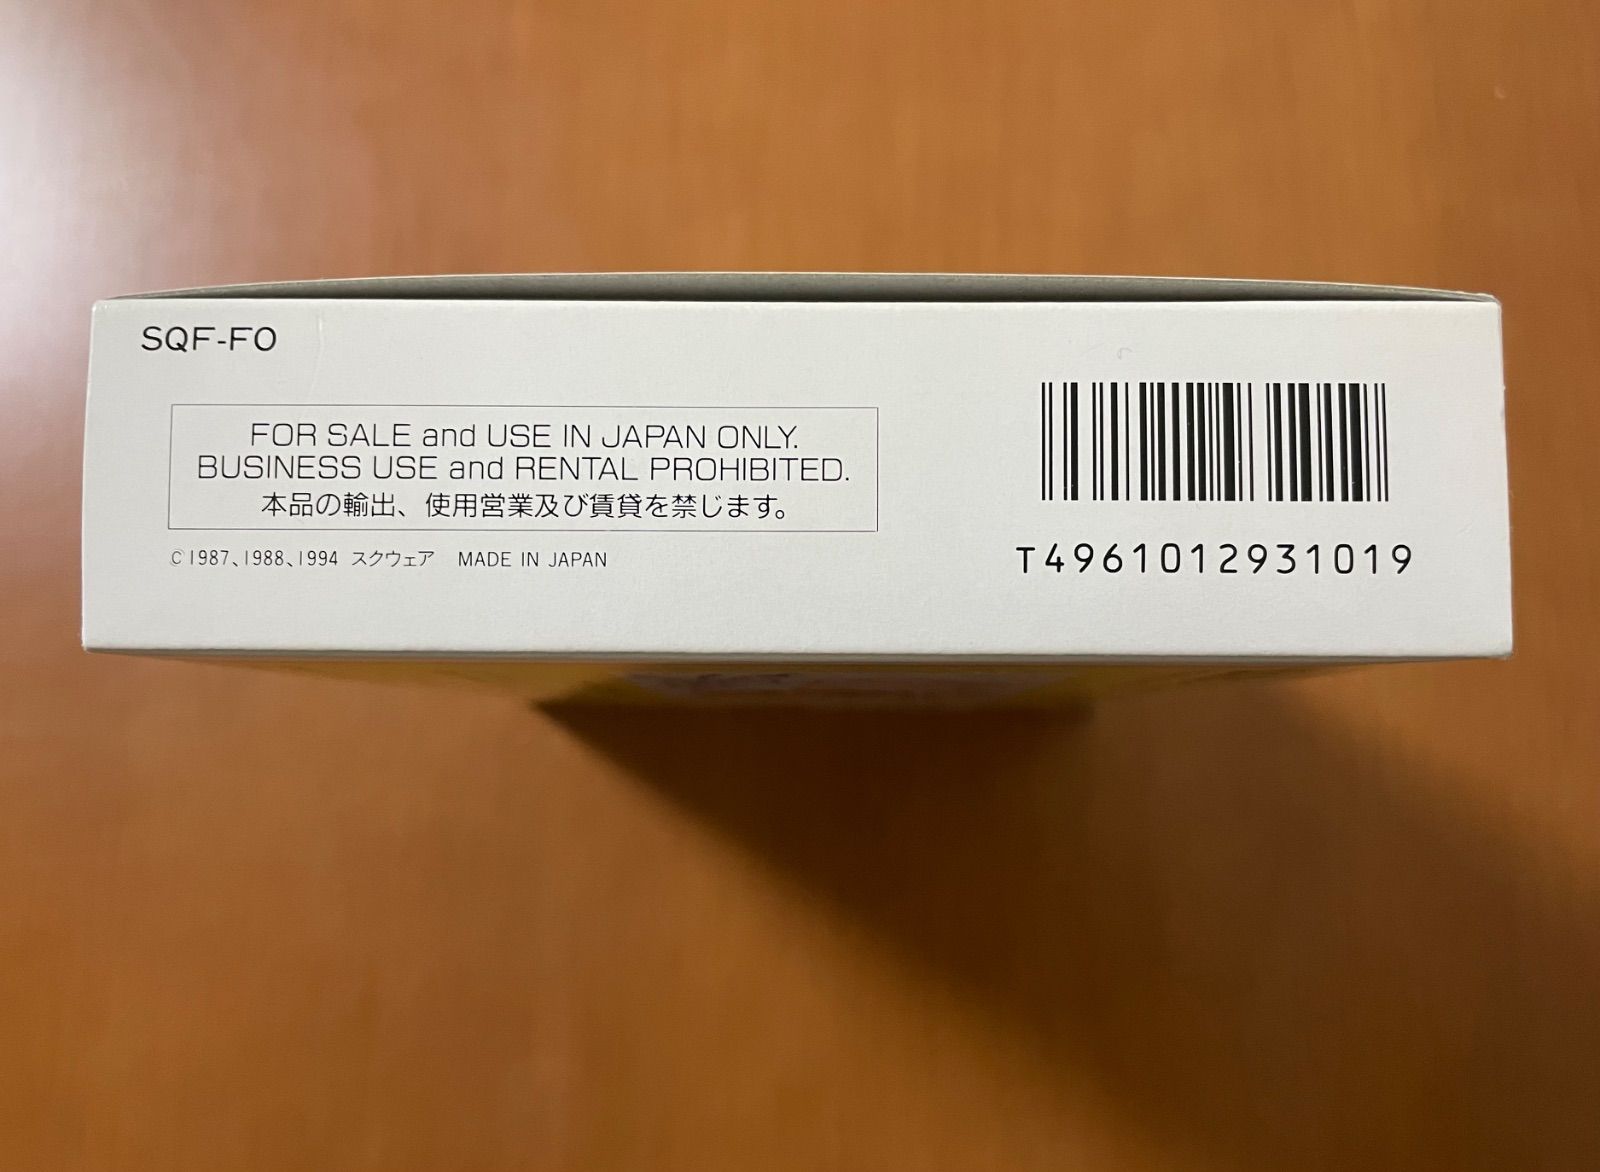 SQF-FO
FOR SALE and USE IN JAPAN ONLY.
BUSINESS USE and RENTAL PROHIBITED.
本品の輸出、使用営業及び賃貸を禁じます。
©1987、1988、1994 スクウェア MADE IN JAPAN
T4961012931019